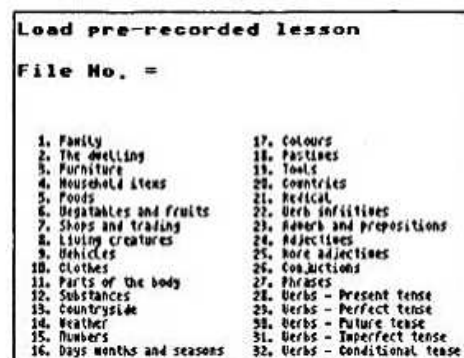 Load pre-recorded lesson
File No. =
1. Family
2. The dwelling
3. Furniture
4. Household items
5. Foods
6. Vegatables and fruits
7. Shops and trading
8. Living creatures
9. Vehicles
10. Clothes
11. Parts of the body
12. Substances
13. Countryside
14. Weather
15. Numbers
16. Days months and seasons
17. Colours
18. Pastimes
19. Tools
20. Countries
21. Medical
22. Verb infiitimes
23. Adverb and prepositions
24. Adjectives
25. More adjectives
26. Conjuctions
27. Phrases
28. Verbs - Present tense
29. Verbs - Perfect tense
30. Verbs - Future tense
31. Verbs - Imperfect tense
32. Verbs - Conditional tense